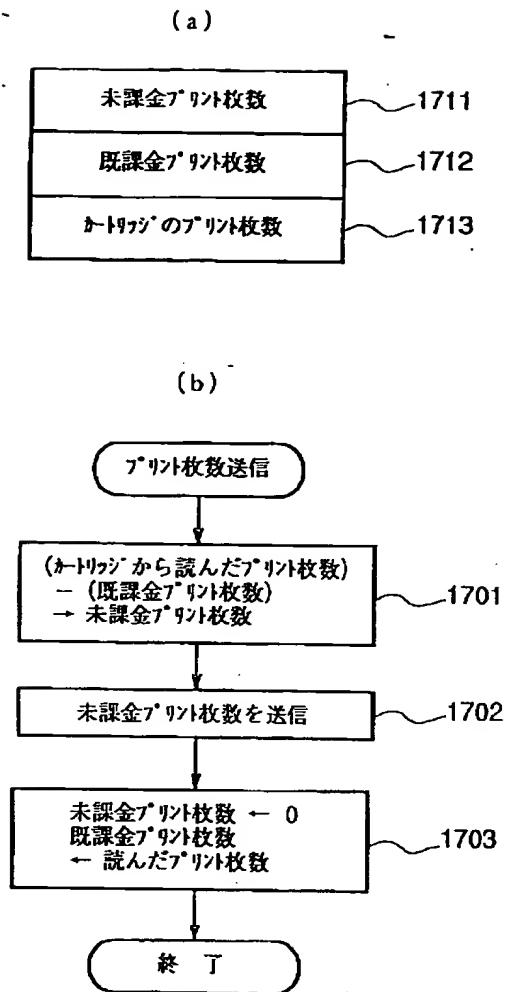 (a)
未課金プリント枚数
1711
既課金プリント枚数
1712
カートリッジのプリント枚数
1713
(b)
プリント枚数送信
(カートリッジから読んだプリント枚数)
− (既課金プリント枚数)
→ 未課金プリント枚数
1701
未課金プリント枚数を送信
1702
未課金プリント枚数 ← 0
既課金プリント枚数
← 読んだプリント枚数
1703
終 了